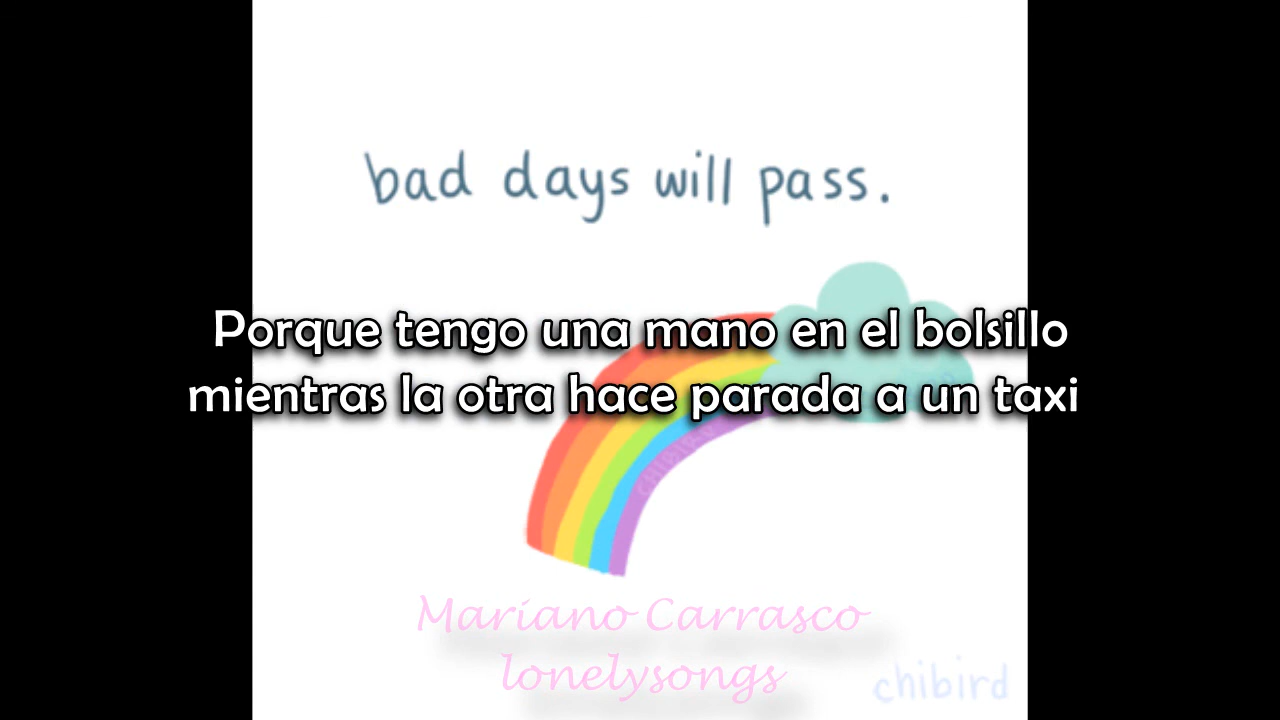 bad days will pass.
Porque tengo una mano en el bolsillo
mientras la otra hace parada a un taxi
CHIBIRD
Mariano Carrasco
lonelysongs
chibird